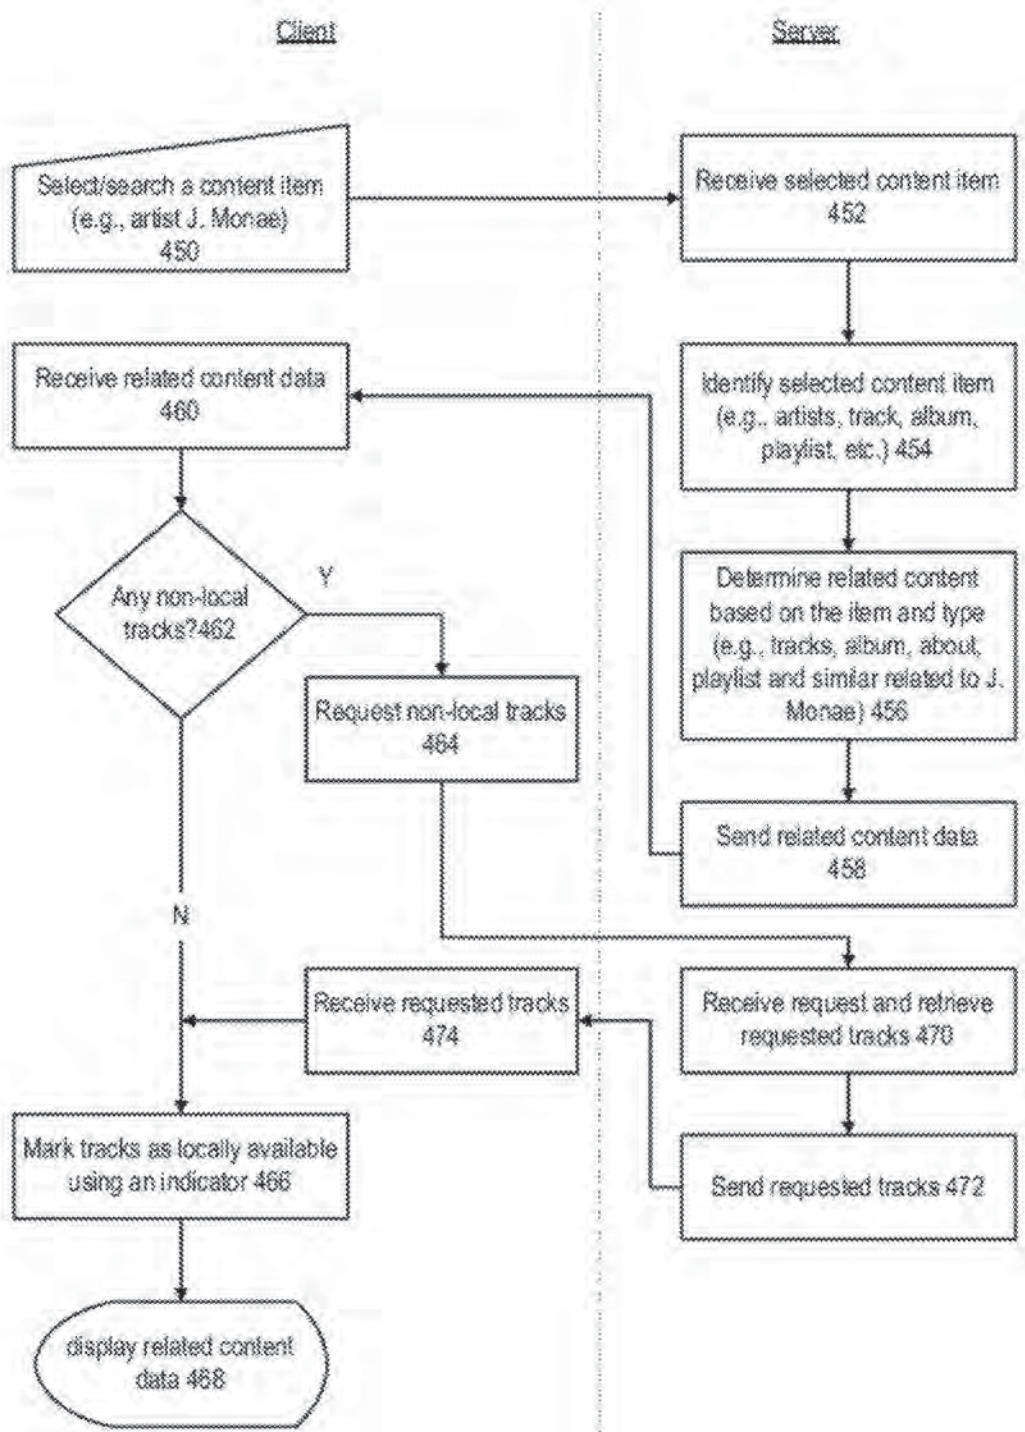 Client
Server
Select/search a content item
(e.g., artist J. Monae)
450
Receive selected content item
452
Receive related content data
460
Identify selected content item
(e.g., artists, track, album,
playlist, etc.) 454
Any non-local
tracks?462
Y
Determine related content
based on the item and type
(e.g., tracks, album, about,
playlist and similar related to J.
Monae) 456
Request non-local tracks
464
Send related content data
458
N
Receive requested tracks
474
Receive request and retrieve
requested tracks 470
Mark tracks as locally available
using an indicator 466
Send requested tracks 472
display related content
data 468